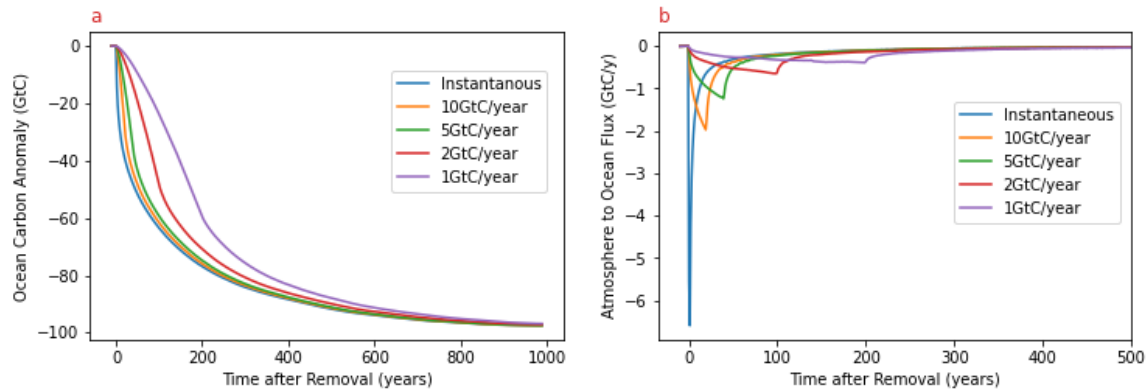 a
Ocean Carbon Anomaly (GtC)
0
−20
−40
−60
−80
−100
Instantanous
10GtC/year
5GtC/year
2GtC/year
1GtC/year
0
200
400
600
800
1000
Time after Removal (years)
b
Atmosphere to Ocean Flux (GtC/y)
0
−1
−2
−3
−4
−5
−6
Instantaneous
10GtC/year
5GtC/year
2GtC/year
1GtC/year
0
100
200
300
400
500
Time after Removal (years)